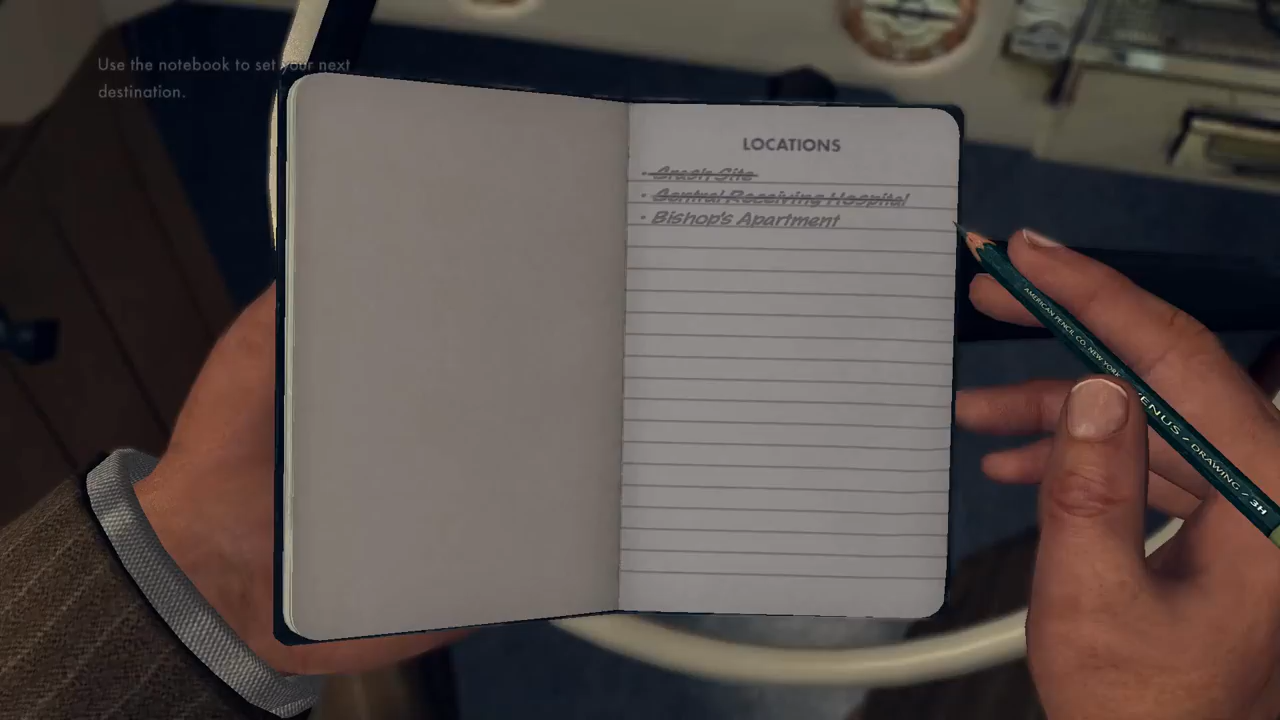 Use the notebook to set your next
destination.
LOCATIONS
- Crash Site
- Central Receiving Hospital
- Bishop's Apartment
AMERICAN PENCIL CO. NEW YORK
VENUS / DRAWING / 3H